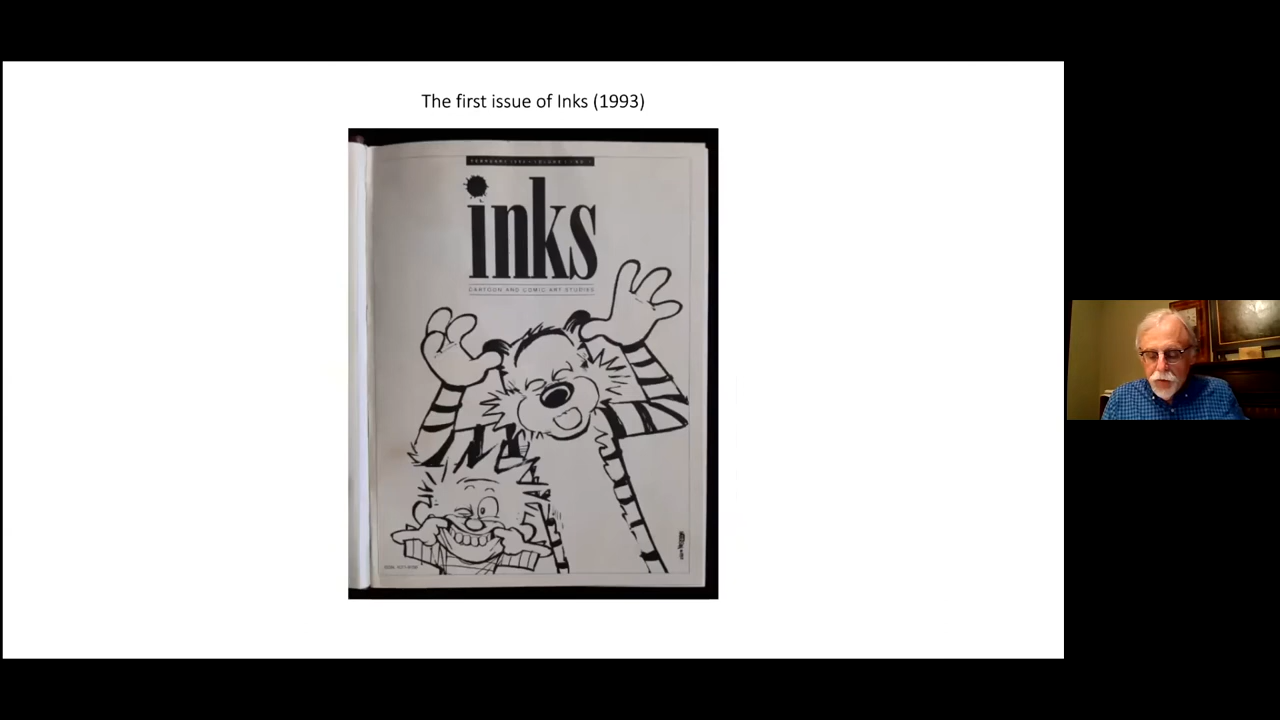 The first issue of Inks (1993)
inks
CARTOON AND COMIC ART STUDIES